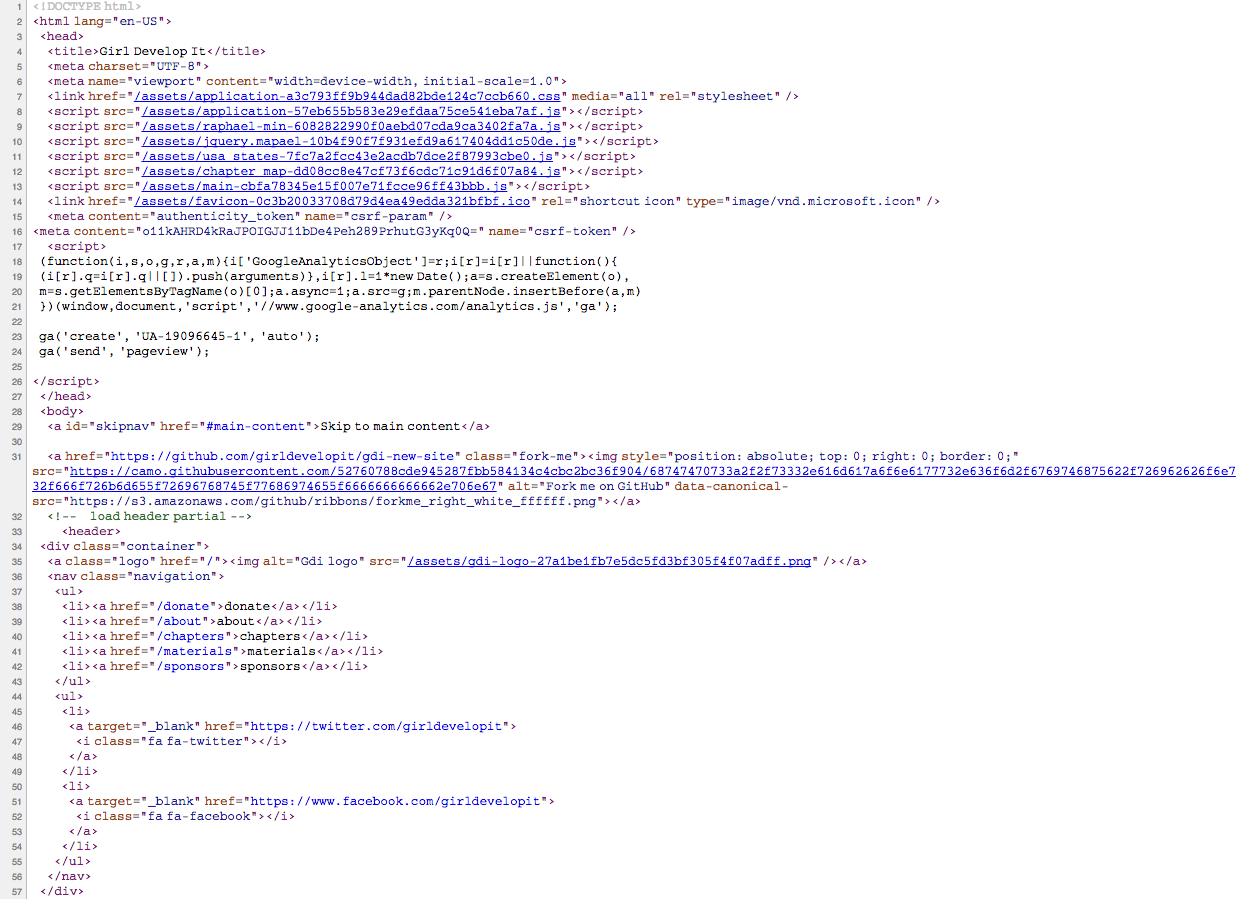 1 <!DOCTYPE html>
2 <html lang="en-US">
3 <head>
4 <title>Girl Develop It</title>
5 <meta charset="UTF-8">
6 <meta name="viewport" content="width=device-width, initial-scale=1.0">
7 <link href="/assets/application-a3c793ff9b944dad82bde124c7ccb660.css" media="all" rel="stylesheet" />
8 <script src="/assets/application-57eb655b583e29efdaa75ce541eba7af.js"></script>
9 <script src="/assets/raphael-min-6082822990f0aebd07cda9ca3402fa7a.js"></script>
10 <script src="/assets/jquery.mapael-10b4f90f7f931efd9a617404dd1c50de.js"></script>
11 <script src="/assets/usa_states-7fc7a2fcc43e2acdb7dce2f87993cbe0.js"></script>
12 <script src="/assets/chapter_map-dd08cc8e47cf73f6cdc71c91d6f07a84.js"></script>
13 <script src="/assets/main-cbfa78345e15f007e71fcce96ff43bbb.js"></script>
14 <link href="/assets/favicon-0c3b20033708d79d4ea49edda321bfbf.ico" rel="shortcut icon" type="image/vnd.microsoft.icon" />
15 <meta content="authenticity_token" name="csrf-param" />
16 <meta content="o11kAHRD4kRaJPOIGJJ11bDe4Peh289PrhutG3yKq0Q=" name="csrf-token" />
17 <script>
18 (function(i,s,o,g,r,a,m){i['GoogleAnalyticsObject']=r;i[r]=i[r]||function(){
19 (i[r].q=i[r].q||[]).push(arguments)},i[r].l=1*new Date();a=s.createElement(o),
20 m=s.getElementsByTagName(o)[0];a.async=1;a.src=g;m.parentNode.insertBefore(a,m)
21 })(window,document,'script','//www.google-analytics.com/analytics.js','ga');
22
23 ga('create', 'UA-19096645-1', 'auto');
24 ga('send', 'pageview');
25
26 </script>
27 </head>
28 <body>
29 <a id="skipnav" href="#main-content">Skip to main content</a>
30
31 <a href="https://github.com/girldevelopit/gdi-new-site" class="fork-me"><img style="position: absolute; top: 0; right: 0; border: 0;"
src="https://camo.githubusercontent.com/52760788cde945287fbb584134c4cbc2bc36f904/68747470733a2f2f73332e616d617a6f6e6177732e636f6d2f6769746875622f726962626f6e7
32f666f726b6d655f72696768745f77686974655f6666666666662e706e67" alt="Fork me on GitHub" data-canonical-
src="https://s3.amazonaws.com/github/ribbons/forkme_right_white_ffffff.png"></a>
32 <!-- load header partial -->
33 <header>
34 <div class="container">
35 <a class="logo" href="/"><img alt="Gdi logo" src="/assets/gdi-logo-27a1be1fb7e5dc5fd3bf305f4f07adff.png" /></a>
36 <nav class="navigation">
37 <ul>
38 <li><a href="/donate">donate</a></li>
39 <li><a href="/about">about</a></li>
40 <li><a href="/chapters">chapters</a></li>
41 <li><a href="/materials">materials</a></li>
42 <li><a href="/sponsors">sponsors</a></li>
43 </ul>
44 <ul>
45 <li>
46 <a target="_blank" href="https://twitter.com/girldevelopit">
47 <i class="fa fa-twitter"></i>
48 </a>
49 </li>
50 <li>
51 <a target="_blank" href="https://www.facebook.com/girldevelopit">
52 <i class="fa fa-facebook"></i>
53 </a>
54 </li>
55 </ul>
56 </nav>
57 </div>